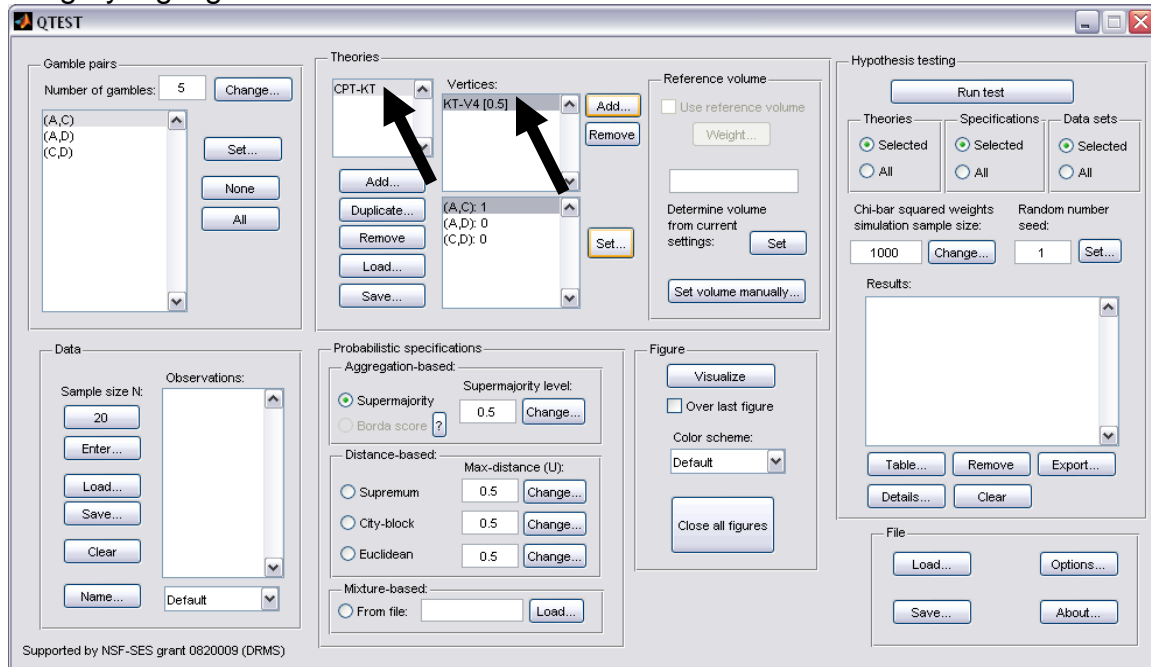 QTEST
Gamble pairs
Number of gambles: 5 Change...
(A,C)
(A,D)
(C,D)
Set...
None
All
Theories
CPT-KT
Vertices:
KT-V4 [0.5]
Add...
Remove
Add...
Duplicate...
Remove
Load...
Save...
(A,C): 1
(A,D): 0
(C,D): 0
Set...
Reference volume
Use reference volume
Weight...
Determine volume
from current
settings: Set
Set volume manually...
Hypothesis testing
Run test
Theories
Selected
All
Specifications
Selected
All
Data sets
Selected
All
Chi-bar squared weights
simulation sample size:
1000 Change...
Random number
seed:
1 Set...
Results:
Table... Remove Export...
Details... Clear
Data
Sample size N:
20
Enter...
Load...
Save...
Clear
Name... Default
Observations:
Probabilistic specifications
Aggregation-based:
Supermajority level:
Supermajority 0.5 Change...
Borda score ?
Distance-based:
Max-distance (U):
Supremum 0.5 Change...
City-block 0.5 Change...
Euclidean 0.5 Change...
Mixture-based:
From file: Load...
Figure
Visualize
Over last figure
Color scheme:
Default
Close all figures
File
Load... Options...
Save... About...
Supported by NSF-SES grant 0820009 (DRMS)